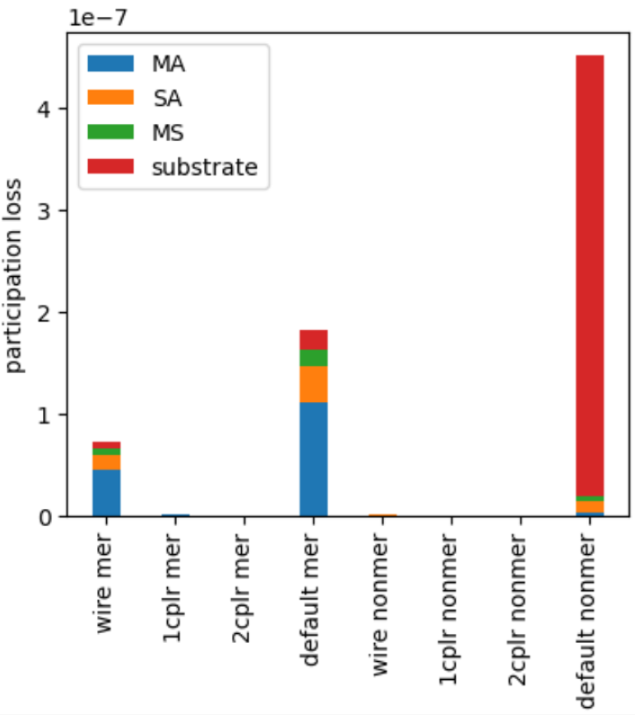 1e−7
MA
SA
MS
substrate
participation loss
4
3
2
1
0
wire mer
1cplr mer
2cplr mer
default mer
wire nonmer
1cplr nonmer
2cplr nonmer
default nonmer